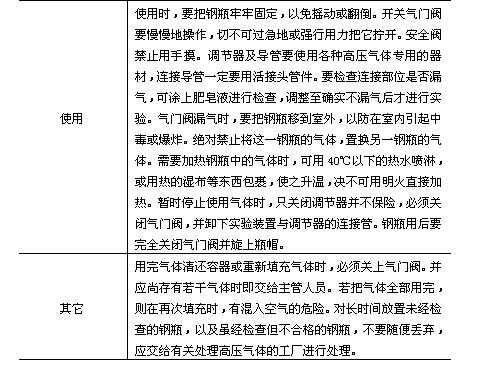 使用时，要把钢瓶牢牢固定，以免摇动或翻倒。开关气门阀
要慢慢地操作，切不可过急地或强行用力把它拧开。安全阀
禁止用手摸。调节器及导管要使用各种高压气体专用的器
材，连接导管一定要用活接头管件。要检查连接部位是否漏
气，可涂上肥皂液进行检查，调整至确实不漏气后才进行实
使用
验。气门阀漏气时，要把钢瓶移到室外，以防在室内引起中
毒或爆炸。绝对禁止将这一钢瓶的气体，置换另一钢瓶的气
体。需要加热钢瓶中的气体时，可用 40℃以下的热水喷淋，
或用热的湿布等东西包裹，使之升温，决不可用明火直接加
热。暂时停止使用气体时，只关闭调节器并不保险，必须关
闭气门阀，并卸下实验装置与调节器的连接管。钢瓶用后要
完全关闭气门阀并旋上瓶帽。
用完气体渚还容器或重新填充气体时，必须关上气门阀。并
应尚存有若干气体时即交给主管人员。若把气体全部用完，
其它
则在再次填充时，有混入空气的危险。对长时间放置未经检
查的钢瓶，以及虽经检查但不合格的钢瓶，不要随便丢弃，
应交给有关处理高压气体的工厂进行处理。